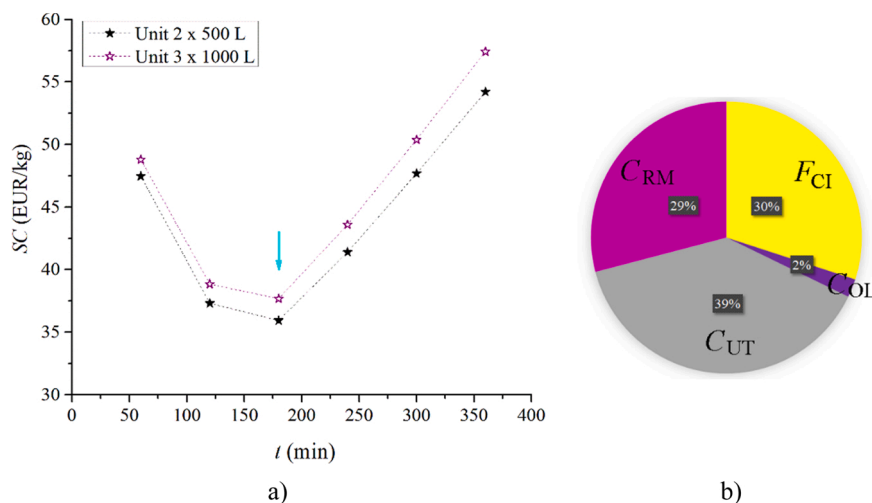 60
55
50
45
40
35
30
SC (EUR/kg)
Unit 2 x 500 L
Unit 3 x 1000 L
0 50 100 150 200 250 300 350 400
t (min)
a)
CRM
29%
FCI
30%
2%
COL
39%
CUT
b)